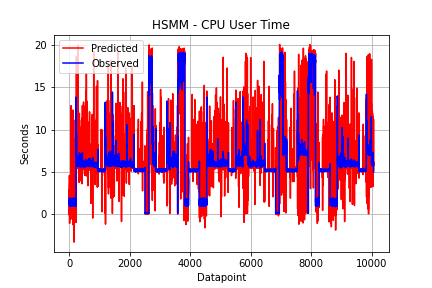 HSMM - CPU User Time
Predicted
Observed
Seconds
20
15
10
5
0
0
2000
4000
6000
8000
10000
Datapoint